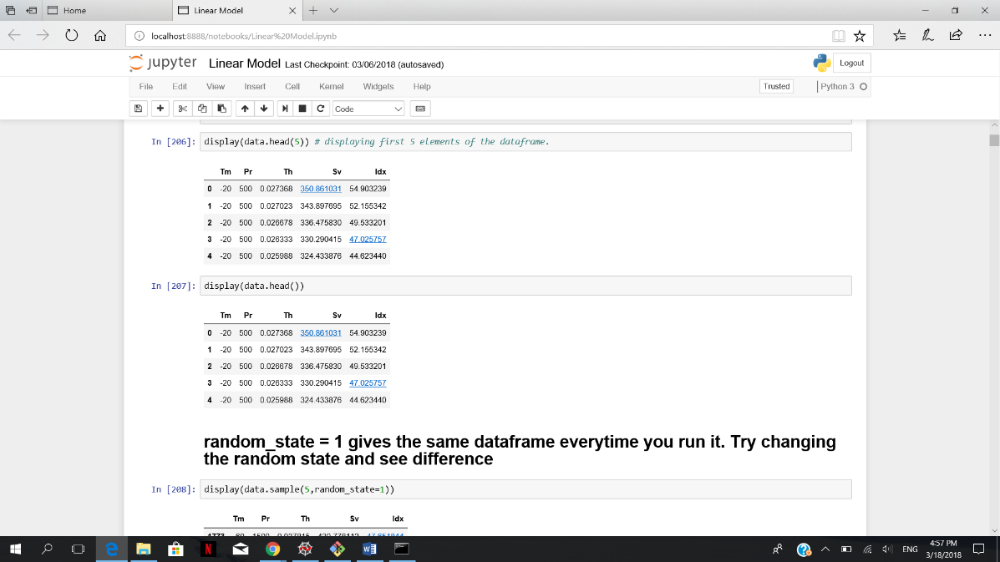 Home
Linear Model
localhost:8888/notebooks/Linear%20Model.ipynb
jupyter Linear Model Last Checkpoint: 03/06/2018 (autosaved)
Logout
File Edit View Insert Cell Kernel Widgets Help
Trusted
Python 3
Code
In [206]: display(data.head(5)) # displaying first 5 elements of the dataframe.
Tm Pr Th Sv Idx
0 -20 500 0.027368 350.861031 54.903239
1 -20 500 0.027023 343.897695 52.155342
2 -20 500 0.026678 336.475830 49.533201
3 -20 500 0.026333 330.290415 47.025757
4 -20 500 0.025988 324.433876 44.623440
In [207]: display(data.head())
Tm Pr Th Sv Idx
0 -20 500 0.027368 350.861031 54.903239
1 -20 500 0.027023 343.897695 52.155342
2 -20 500 0.026678 336.475830 49.533201
3 -20 500 0.026333 330.290415 47.025757
4 -20 500 0.025988 324.433876 44.623440
random_state = 1 gives the same dataframe everytime you run it. Try changing
the random state and see difference
In [208]: display(data.sample(5,random_state=1))
Tm Pr Th Sv Idx
ENG
4:57 PM
3/18/2018